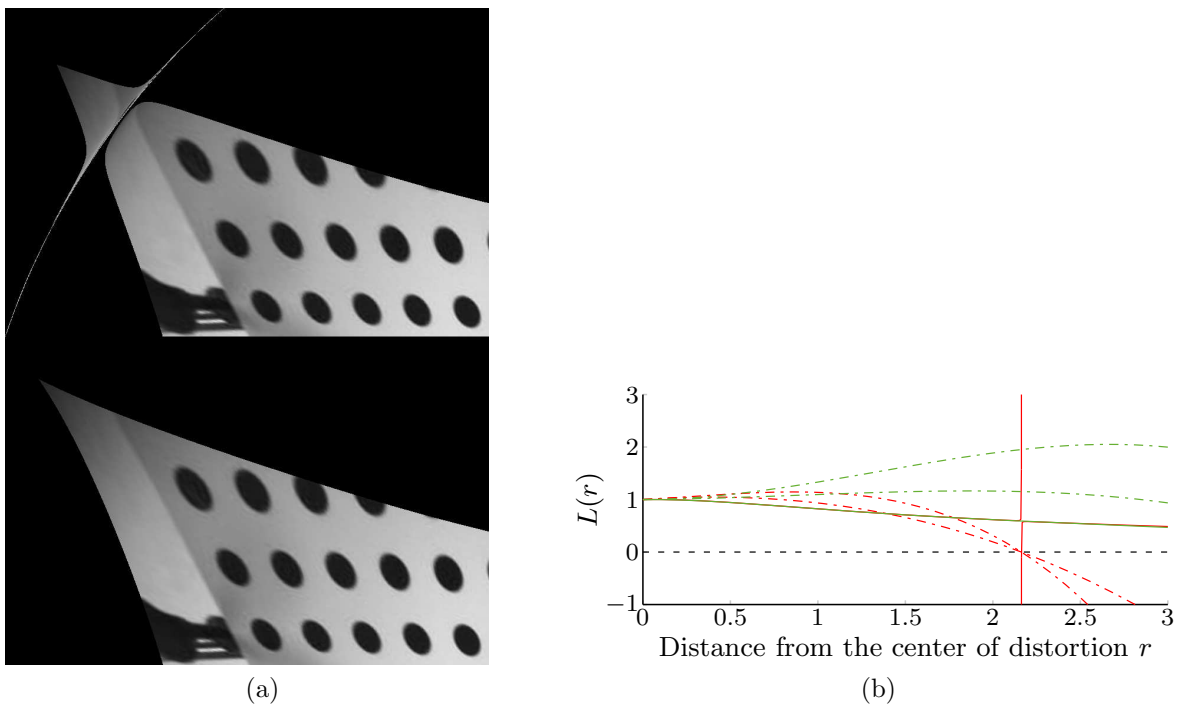 3
2
1
0
−1
L(r)
0 0.5 1 1.5 2 2.5 3
Distance from the center of distortion r
(a) (b)